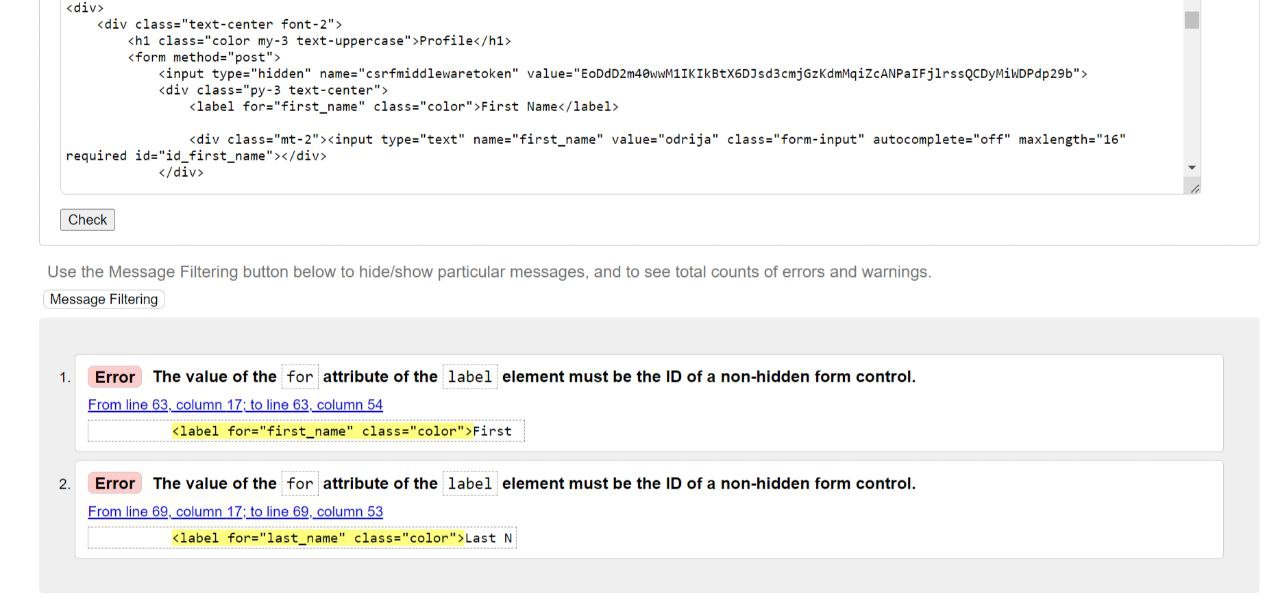 <div>
<div class="text-center font-2">
<h1 class="color my-3 text-uppercase">Profile</h1>
<form method="post">
<input type="hidden" name="csrfmiddlewaretoken" value="EoDdD2m40wwM1IKIkBtX6DJsd3cmjGzKdmMqiZcANPaIFjlrssQCDyMiWDPdp29b">
<div class="py-3 text-center">
<label for="first_name" class="color">First Name</label>
<div class="mt-2"><input type="text" name="first_name" value="odrija" class="form-input" autocomplete="off" maxlength="16"
required id="id_first_name"></div>
</div>
Check
Use the Message Filtering button below to hide/show particular messages, and to see total counts of errors and warnings.
Message Filtering
1. Error The value of the for attribute of the label element must be the ID of a non-hidden form control.
From line 63, column 17; to line 63, column 54
<label for="first_name" class="color">First
2. Error The value of the for attribute of the label element must be the ID of a non-hidden form control.
From line 69, column 17; to line 69, column 53
<label for="last_name" class="color">Last N